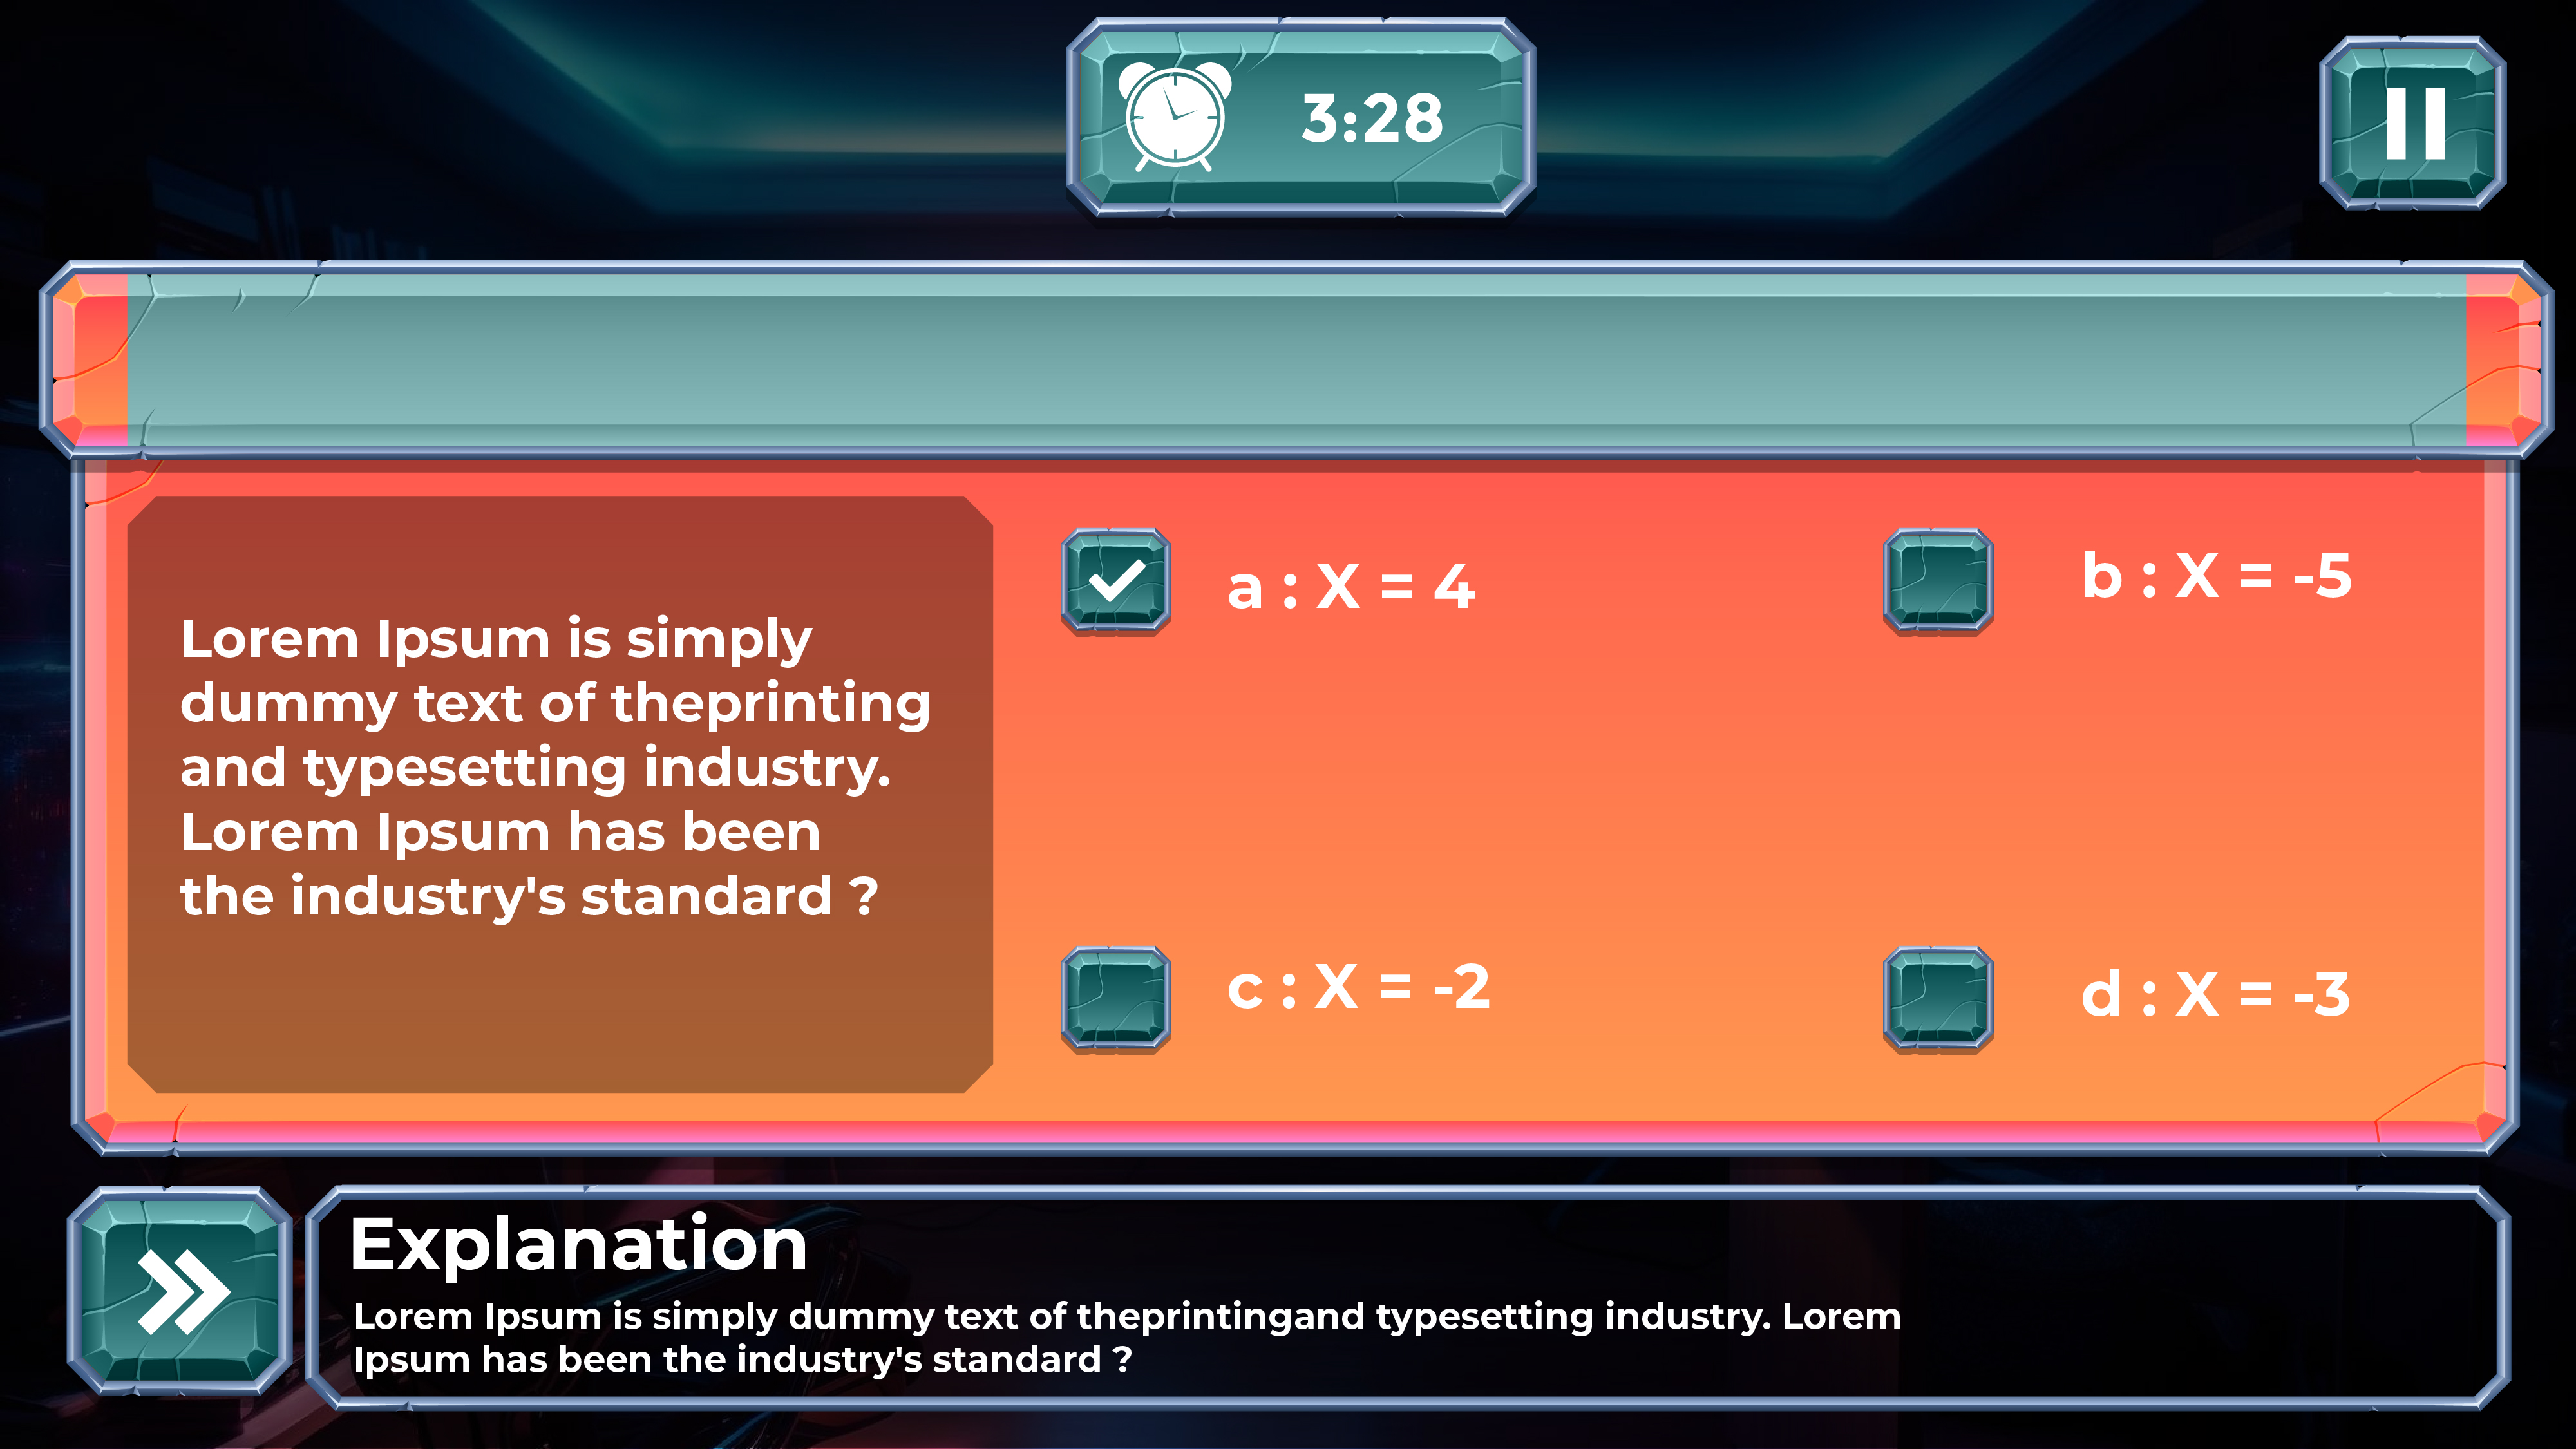 3:28
Lorem Ipsum is simply
dummy text of theprinting
and typesetting industry.
Lorem Ipsum has been
the industry's standard ?
a : X = 4
b : X = -5
c : X = -2
d : X = -3
Explanation
Lorem Ipsum is simply dummy text of theprintingand typesetting industry. Lorem
Ipsum has been the industry's standard ?